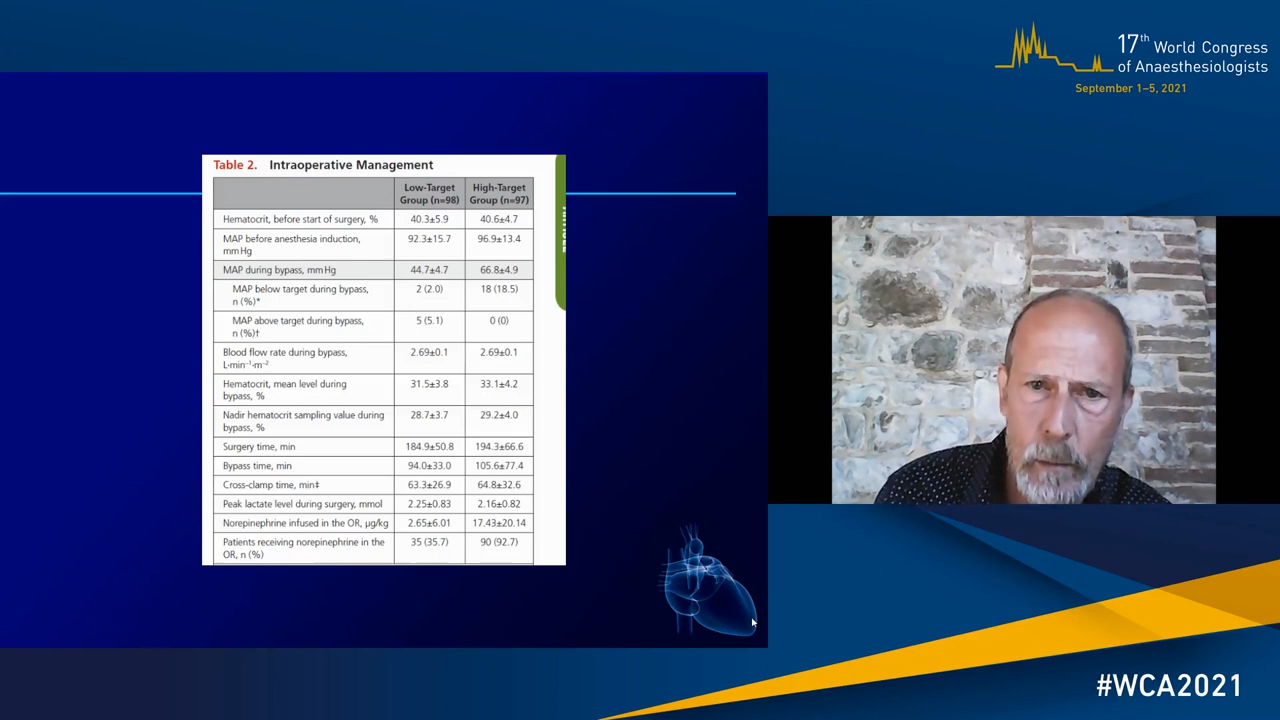 17th World Congress
of Anaesthesiologists
September 1–5, 2021
Table 2. Intraoperative Management
Low-Target Group (n=98) High-Target Group (n=97)
Hematocrit, before start of surgery, % 40.3±5.9 40.6±4.7
MAP before anesthesia induction, mm Hg 92.3±15.7 96.9±13.4
MAP during bypass, mm Hg 44.7±4.7 66.8±4.9
MAP below target during bypass, n (%)* 2 (2.0) 18 (18.5)
MAP above target during bypass, n (%)† 5 (5.1) 0 (0)
Blood flow rate during bypass, L·min⁻¹·m⁻² 2.69±0.1 2.69±0.1
Hematocrit, mean level during bypass, % 31.5±3.8 33.1±4.2
Nadir hematocrit sampling value during bypass, % 28.7±3.7 29.2±4.0
Surgery time, min 184.9±50.8 194.3±66.6
Bypass time, min 94.0±33.0 105.6±77.4
Cross-clamp time, min‡ 63.3±26.9 64.8±32.6
Peak lactate level during surgery, mmol 2.25±0.83 2.16±0.82
Norepinephrine infused in the OR, µg/kg 2.65±6.01 17.43±20.14
Patients receiving norepinephrine in the OR, n (%) 35 (35.7) 90 (92.7)
#WCA2021